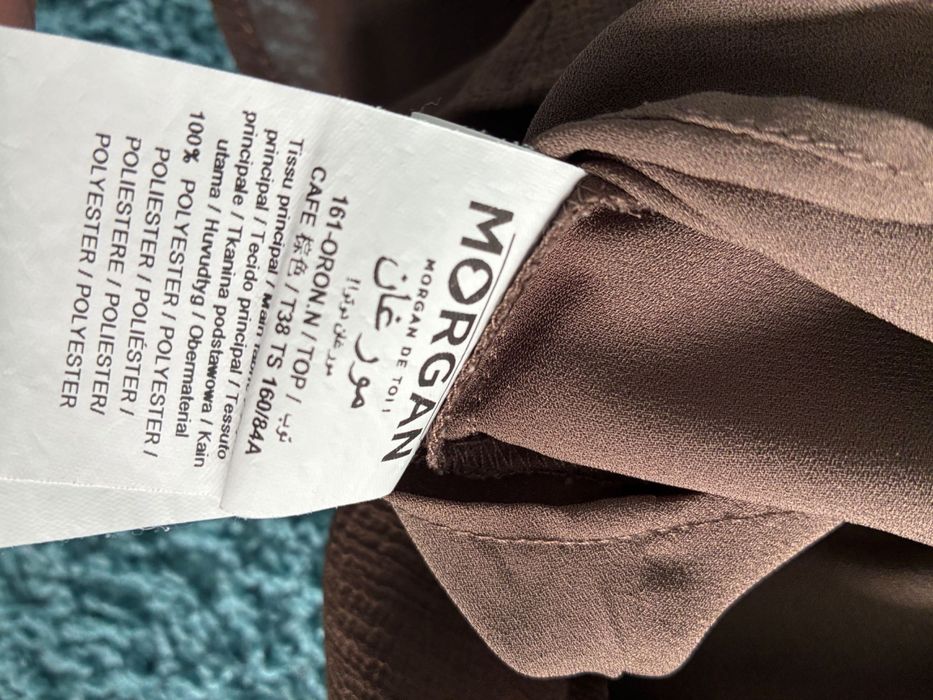 MORGAN
MORGAN DE TOI !
مورغان
مورغان دو توا!
161-ORON.N / TOP / توب
CAFE 棕色 / T38 TS 160/84A
Tissu principal / Main
principal / Tecido principal / Tessuto
principale / Tkanina podstawowa / Kain
utama / Huvudtyg / Obermaterial
100% POLYESTER / POLYESTER /
POLIESTER / POLIÉSTER /
POLIESTERE / POLIESTER/
POLYESTER / POLYESTER